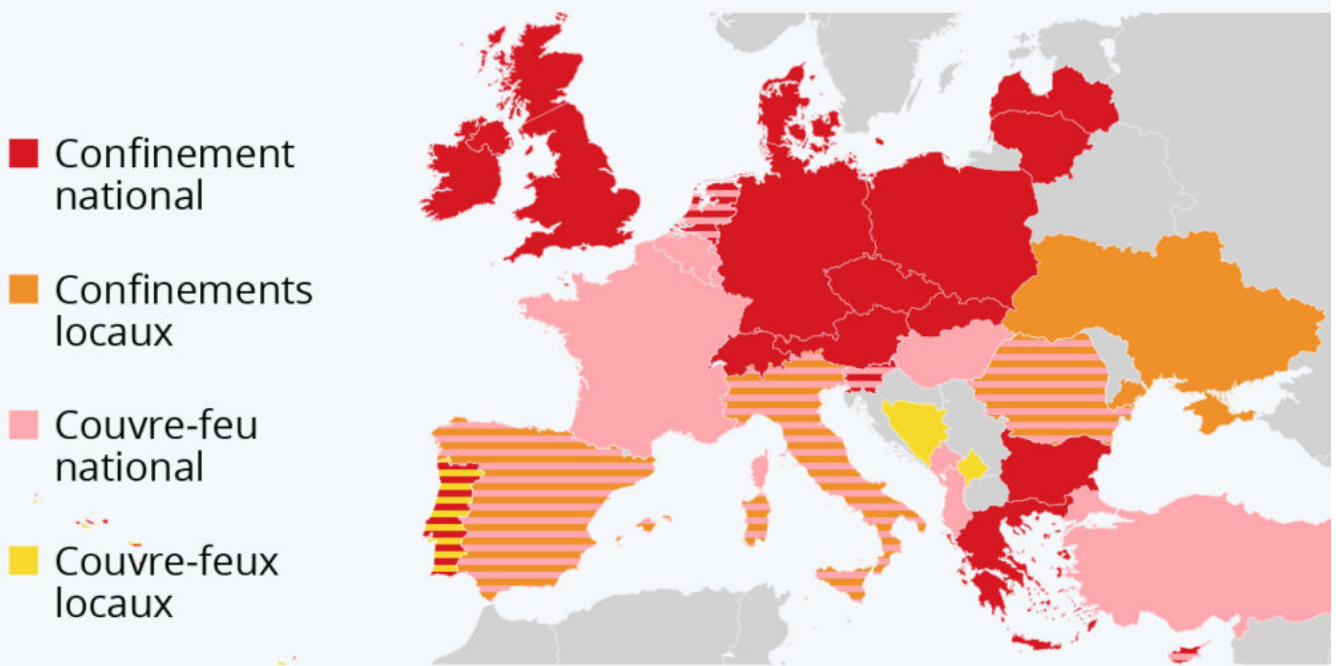 Confinement
national
Confinements
locaux
Couvre-feu
national
Couvre-feux
locaux